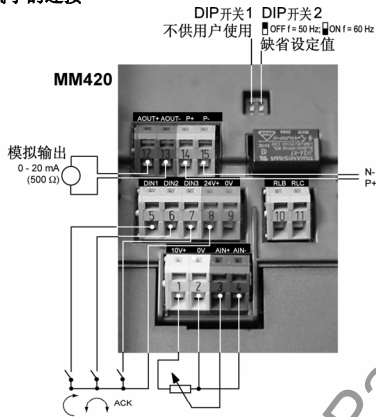 的连接
DIP开关1 DIP开关2
不供用户使用 OFF f = 50 Hz; ON f = 60 Hz
缺省设定值
MM420
AOUT+ AOUT- P+ P-
12 13 14 15
模拟输出
0 - 20 mA
(500 Ω)
N-
P+
DIN1 DIN2 DIN3 24V+ 0V RLB RLC
5 6 7 8 9 10 11
10V+ 0V AIN+ AIN-
1 2 3 4
ACK